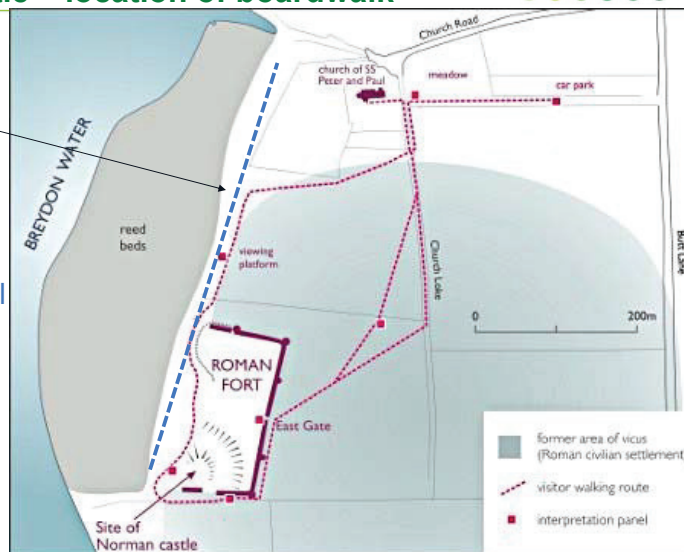 location of boardwalk
Church Road
church of SS
Peter and Paul
meadow
car park
BREYDON WATER
reed
beds
viewing
platform
Church Loke
Butt Lane
0
200m
ROMAN
FORT
East Gate
Site of
Norman castle
former area of vicus
(Roman civilian settlement)
visitor walking route
interpretation panel